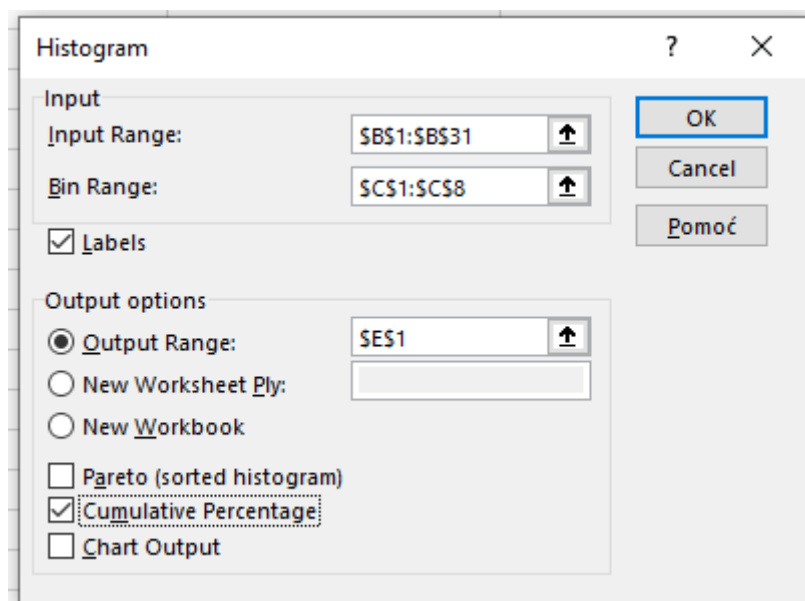 Histogram ?
Input
Input Range: $B$1:$B$31
OK
Bin Range: $C$1:$C$8
Cancel
Labels
Pomoć
Output options
Output Range: $E$1
New Worksheet Ply:
New Workbook
Pareto (sorted histogram)
Cumulative Percentage
Chart Output